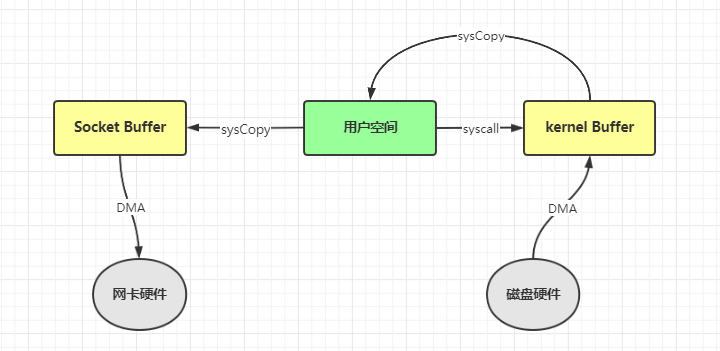 sysCopy
Socket Buffer
sysCopy
用户空间
syscall
kernel Buffer
DMA
DMA
网卡硬件
磁盘硬件